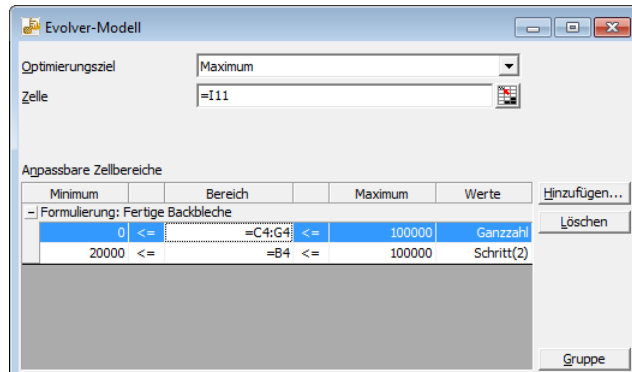 Evolver-Modell
Optimierungsziel
Maximum
Zelle
=I11
Anpassbare Zellbereiche
Minimum Bereich Maximum Werte
Hinzufügen...
− Formulierung: Fertige Backbleche
Löschen
0 <= =C4:G4 <= 100000 Ganzzahl
20000 <= =B4 <= 100000 Schritt(2)
Gruppe